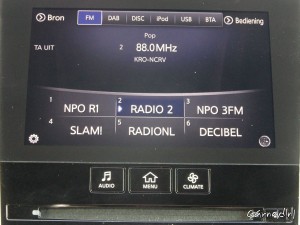 Bron FM DAB DISC iPod USB BTA Bediening
Pop
TA UIT 2 88.0MHz
KRO-NCRV
1 NPO R1 2 RADIO 2 3 NPO 3FM
4 SLAM! 5 RADIONL 6 DECIBEL
AUDIO MENU CLIMATE